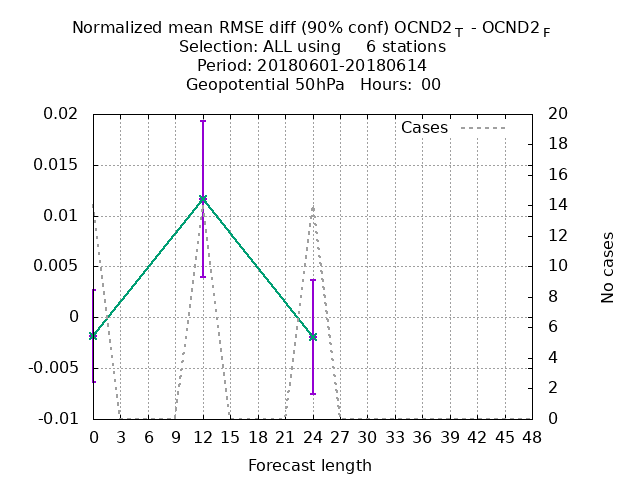 Normalized mean RMSE diff (90% conf) OCND2 T - OCND2 F
Selection: ALL using 6 stations
Period: 20180601-20180614
Geopotential 50hPa Hours: 00
Cases
0.02
0.015
0.01
0.005
0
-0.005
-0.01
20
18
16
14
12
10
8
6
4
2
0
No cases
0 3 6 9 12 15 18 21 24 27 30 33 36 39 42 45 48
Forecast length